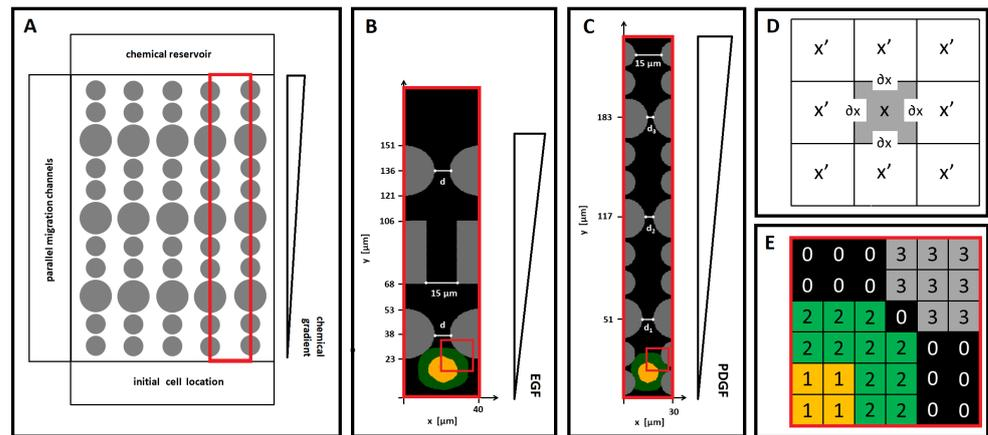 A
chemical reservoir
parallel migration channels
chemical gradient
initial cell location
B
151
136
121
106
68
53
38
23
y [µm]
d
15 µm
d
40
x [µm]
EGF
C
15 µm
183
d3
117
d2
51
d1
y [µm]
30
x [µm]
PDGF
D
x’ x’ x’
∂x
x’ ∂x x ∂x x’
∂x
x’ x’ x’
E
0 0 0 3 3 3
0 0 0 3 3 3
2 2 2 0 3 3
2 2 2 2 0 0
1 1 2 2 0 0
1 1 2 2 0 0